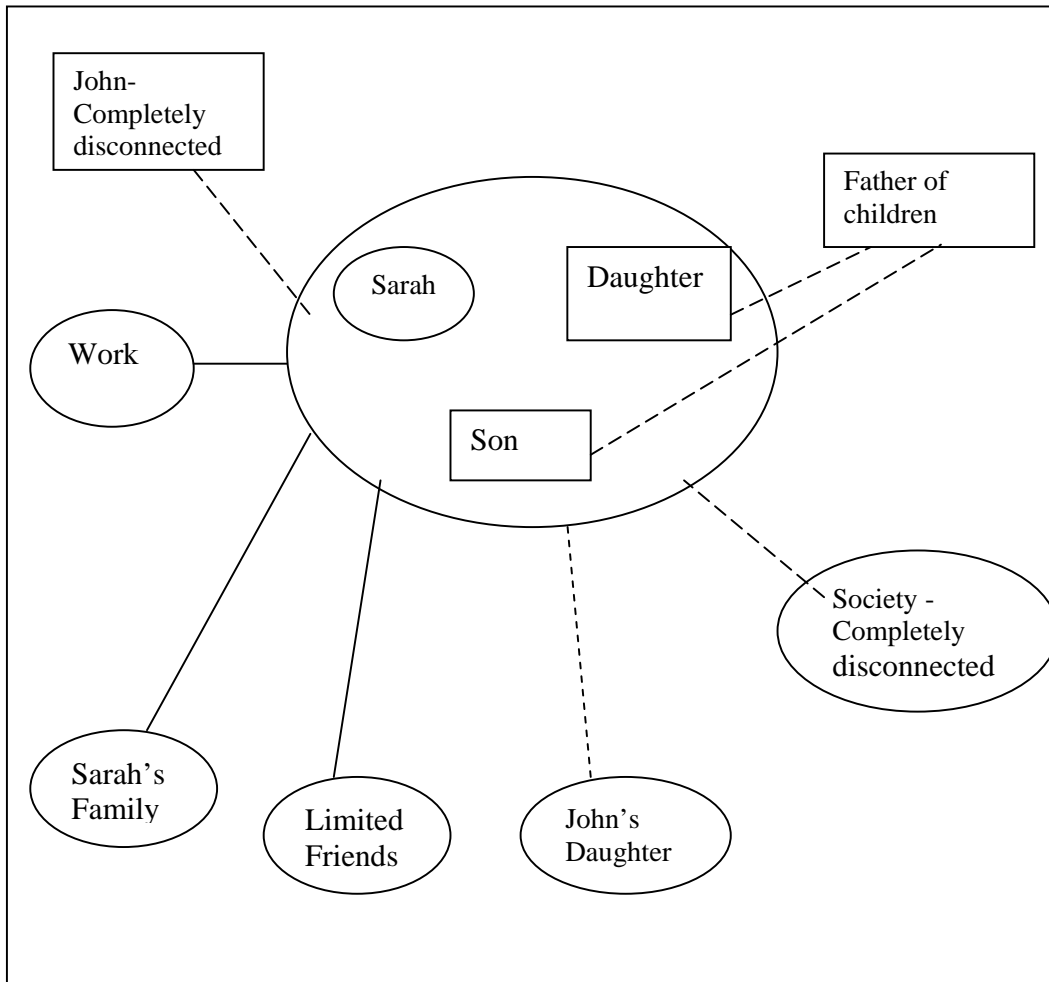 John-
Completely
disconnected
Father of
children
Sarah
Daughter
Work
Son
Society -
Completely
disconnected
Sarah’s
Family
Limited
Friends
John’s
Daughter